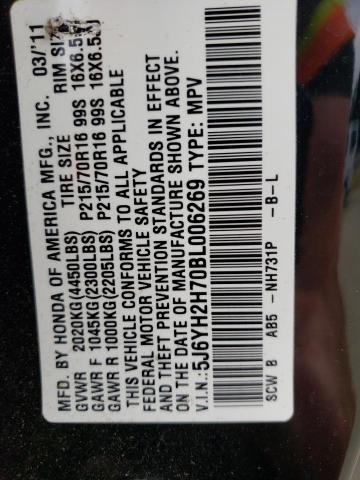 MFD. BY HONDA OF AMERICA MFG., INC. 03/'11
GVWR 2020KG(4450LBS) TIRE SIZE RIM SIZE
GAWR F 1045KG(2300LBS) P215/70R16 99S 16X6.5J
GAWR R 1000KG(2205LBS) P215/70R16 99S 16X6.5J
THIS VEHICLE CONFORMS TO ALL APPLICABLE
FEDERAL MOTOR VEHICLE SAFETY
AND THEFT PREVENTION STANDARDS IN EFFECT
ON THE DATE OF MANUFACTURE SHOWN ABOVE.
V.I.N.: 5J6YH2H70BL006269 TYPE: MPV
SCW B AB5 -NH731P -B-L